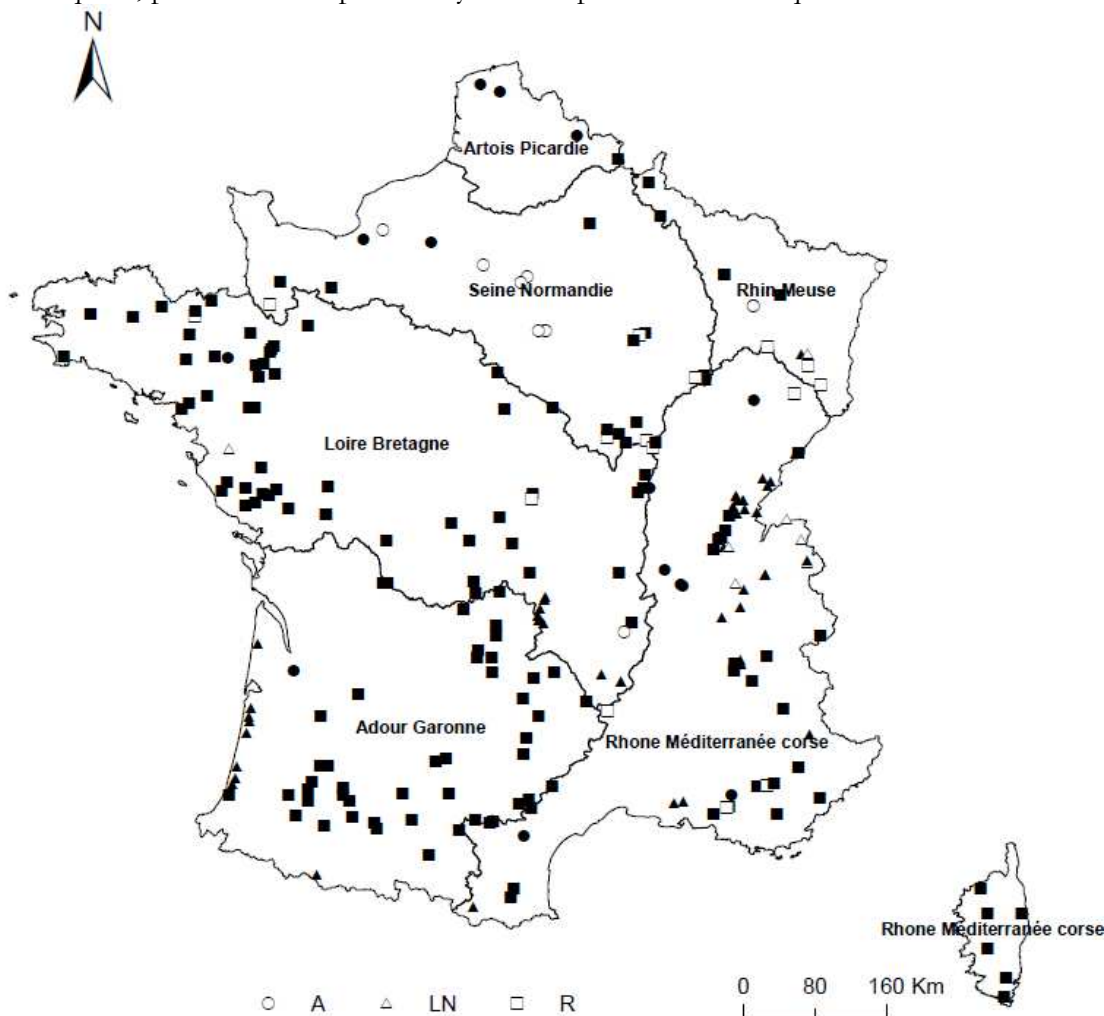 N
Artois Picardie
Seine Normandie
Rhin Meuse
Loire Bretagne
Adour Garonne
Rhone Méditerranée corse
Rhone Méditerranée corse
0 80 160 Km
A LN R